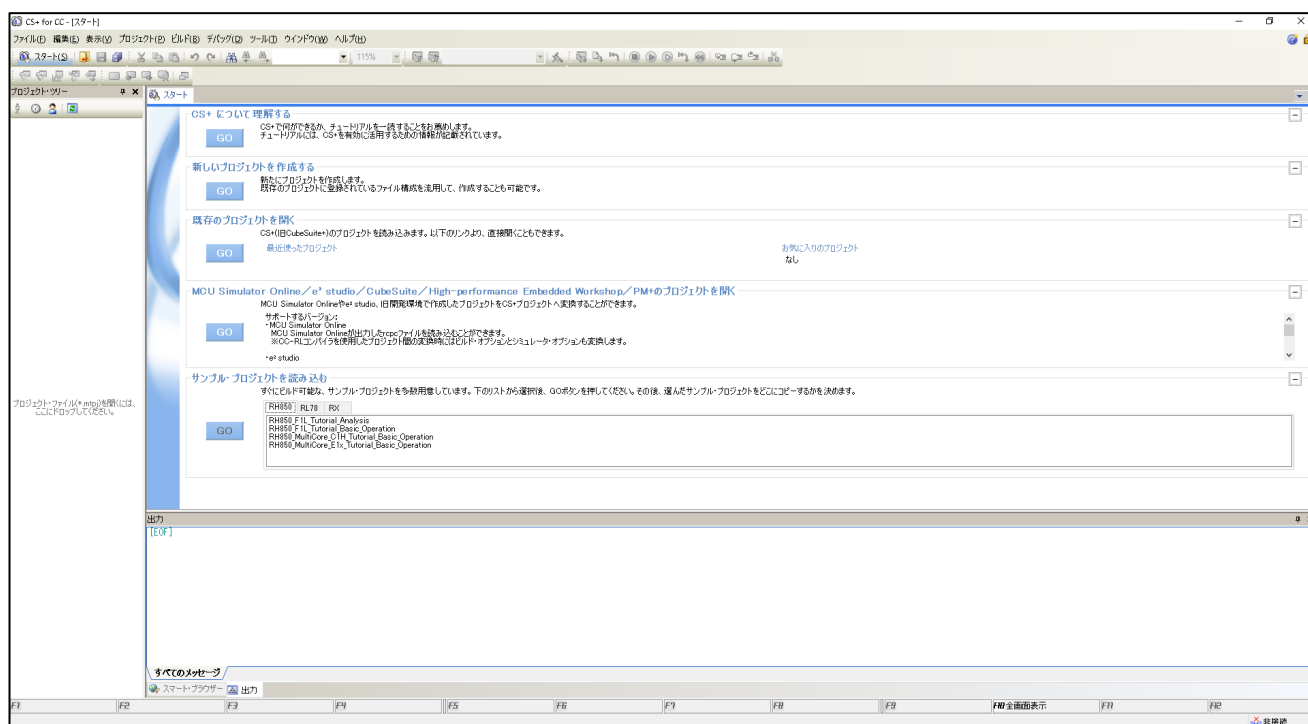 CS+ for CC - [スタート]
ファイル(F) 編集(E) 表示(V) プロジェクト(P) ビルド(B) デバッグ(D) ツール(T) ウインドウ(W) ヘルプ(H)
スタート(S) 115%
プロジェクト・ツリー
スタート
CS+ について理解する
CS+で何ができるか、チュートリアルを一読することをお薦めします。
GO
チュートリアルには、CS+を有効に活用するための情報が記載されています。
新しいプロジェクトを作成する
新たにプロジェクトを作成します。
GO
既存のプロジェクトに登録されているファイル構成を流用して、作成することも可能です。
既存のプロジェクトを開く
CS+(旧CubeSuite+)のプロジェクトを読み込みます。以下のリンクより、直接開くこともできます。
GO
最近使ったプロジェクト
お気に入りのプロジェクト
なし
MCU Simulator Online／e² studio／CubeSuite／High-performance Embedded Workshop／PM+のプロジェクトを開く
MCU Simulator Onlineやe² studio、旧開発環境で作成したプロジェクトをCS+プロジェクトへ変換することができます。
サポートするバージョン:
・MCU Simulator Online
GO
MCU Simulator Onlineが出力したrcpcファイルを読み込むことができます。
※CC-RLコンパイラを使用したプロジェクト間の変換時にはビルド・オプションとシミュレータ・オプションも変換します。
・e² studio
サンプル・プロジェクトを読み込む
すぐにビルド可能な、サンプル・プロジェクトを多数用意しています。下のリストから選択後、GOボタンを押してください。その後、選んだサンプル・プロジェクトをどこにコピーするかを決めます。
RH850 RL78 RX
GO
RH850_F1L_Tutorial_Analysis
RH850_F1L_Tutorial_Basic_Operation
RH850_MultiCore_C1H_Tutorial_Basic_Operation
RH850_MultiCore_E1x_Tutorial_Basic_Operation
プロジェクト・ファイル(*.mtpj)を開くには、
ここにドロップしてください。
出力
[EOF]
すべてのメッセージ
スマート・ブラウザー 出力
F1 F2 F3 F4 F5 F6 F7 F8 F9 F10 全画面表示 F11 F12
非接続